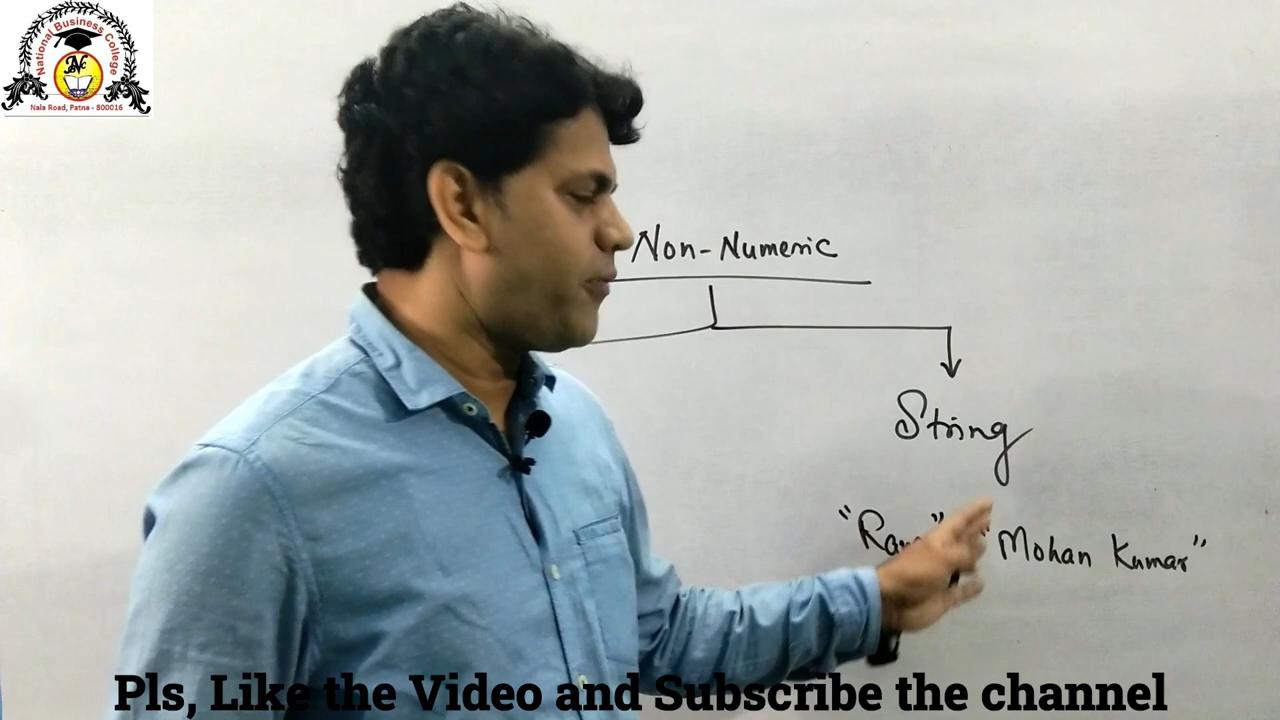 National Business College
Nala Road, Patna - 800016
Non-Numeric
String
"Mohan Kumar"
Pls, Like the Video and Subscribe the channel